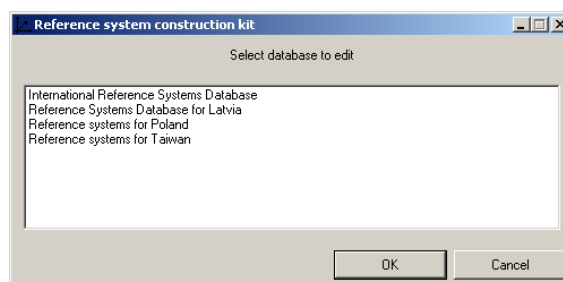 Reference system construction kit
Select database to edit
International Reference Systems Database
Reference Systems Database for Latvia
Reference systems for Poland
Reference systems for Taiwan
OK
Cancel